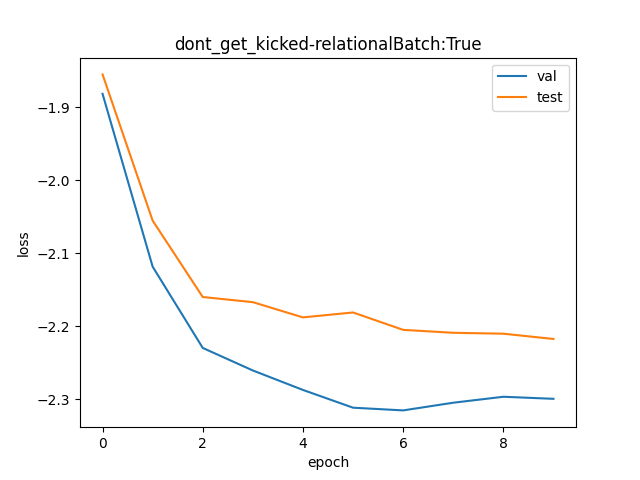 dont_get_kicked-relationalBatch:True
val
test
−1.9
−2.0
−2.1
−2.2
−2.3
loss
0
2
4
6
8
epoch